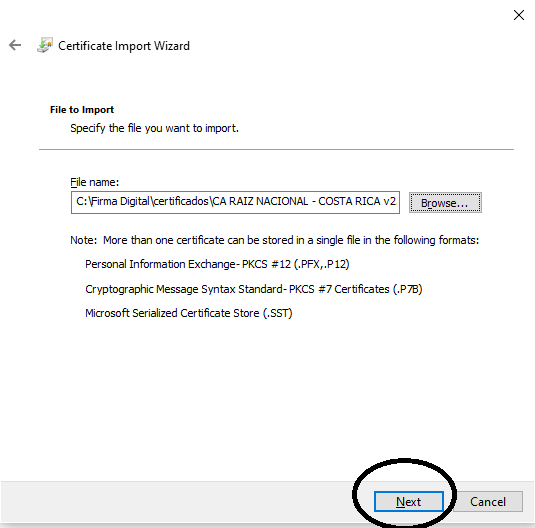 Certificate Import Wizard
File to Import
Specify the file you want to import.
File name:
C:\Firma Digital\certificados\CA RAIZ NACIONAL - COSTA RICA v2
Browse...
Note: More than one certificate can be stored in a single file in the following formats:
Personal Information Exchange- PKCS #12 (.PFX,.P12)
Cryptographic Message Syntax Standard- PKCS #7 Certificates (.P7B)
Microsoft Serialized Certificate Store (.SST)
Next
Cancel